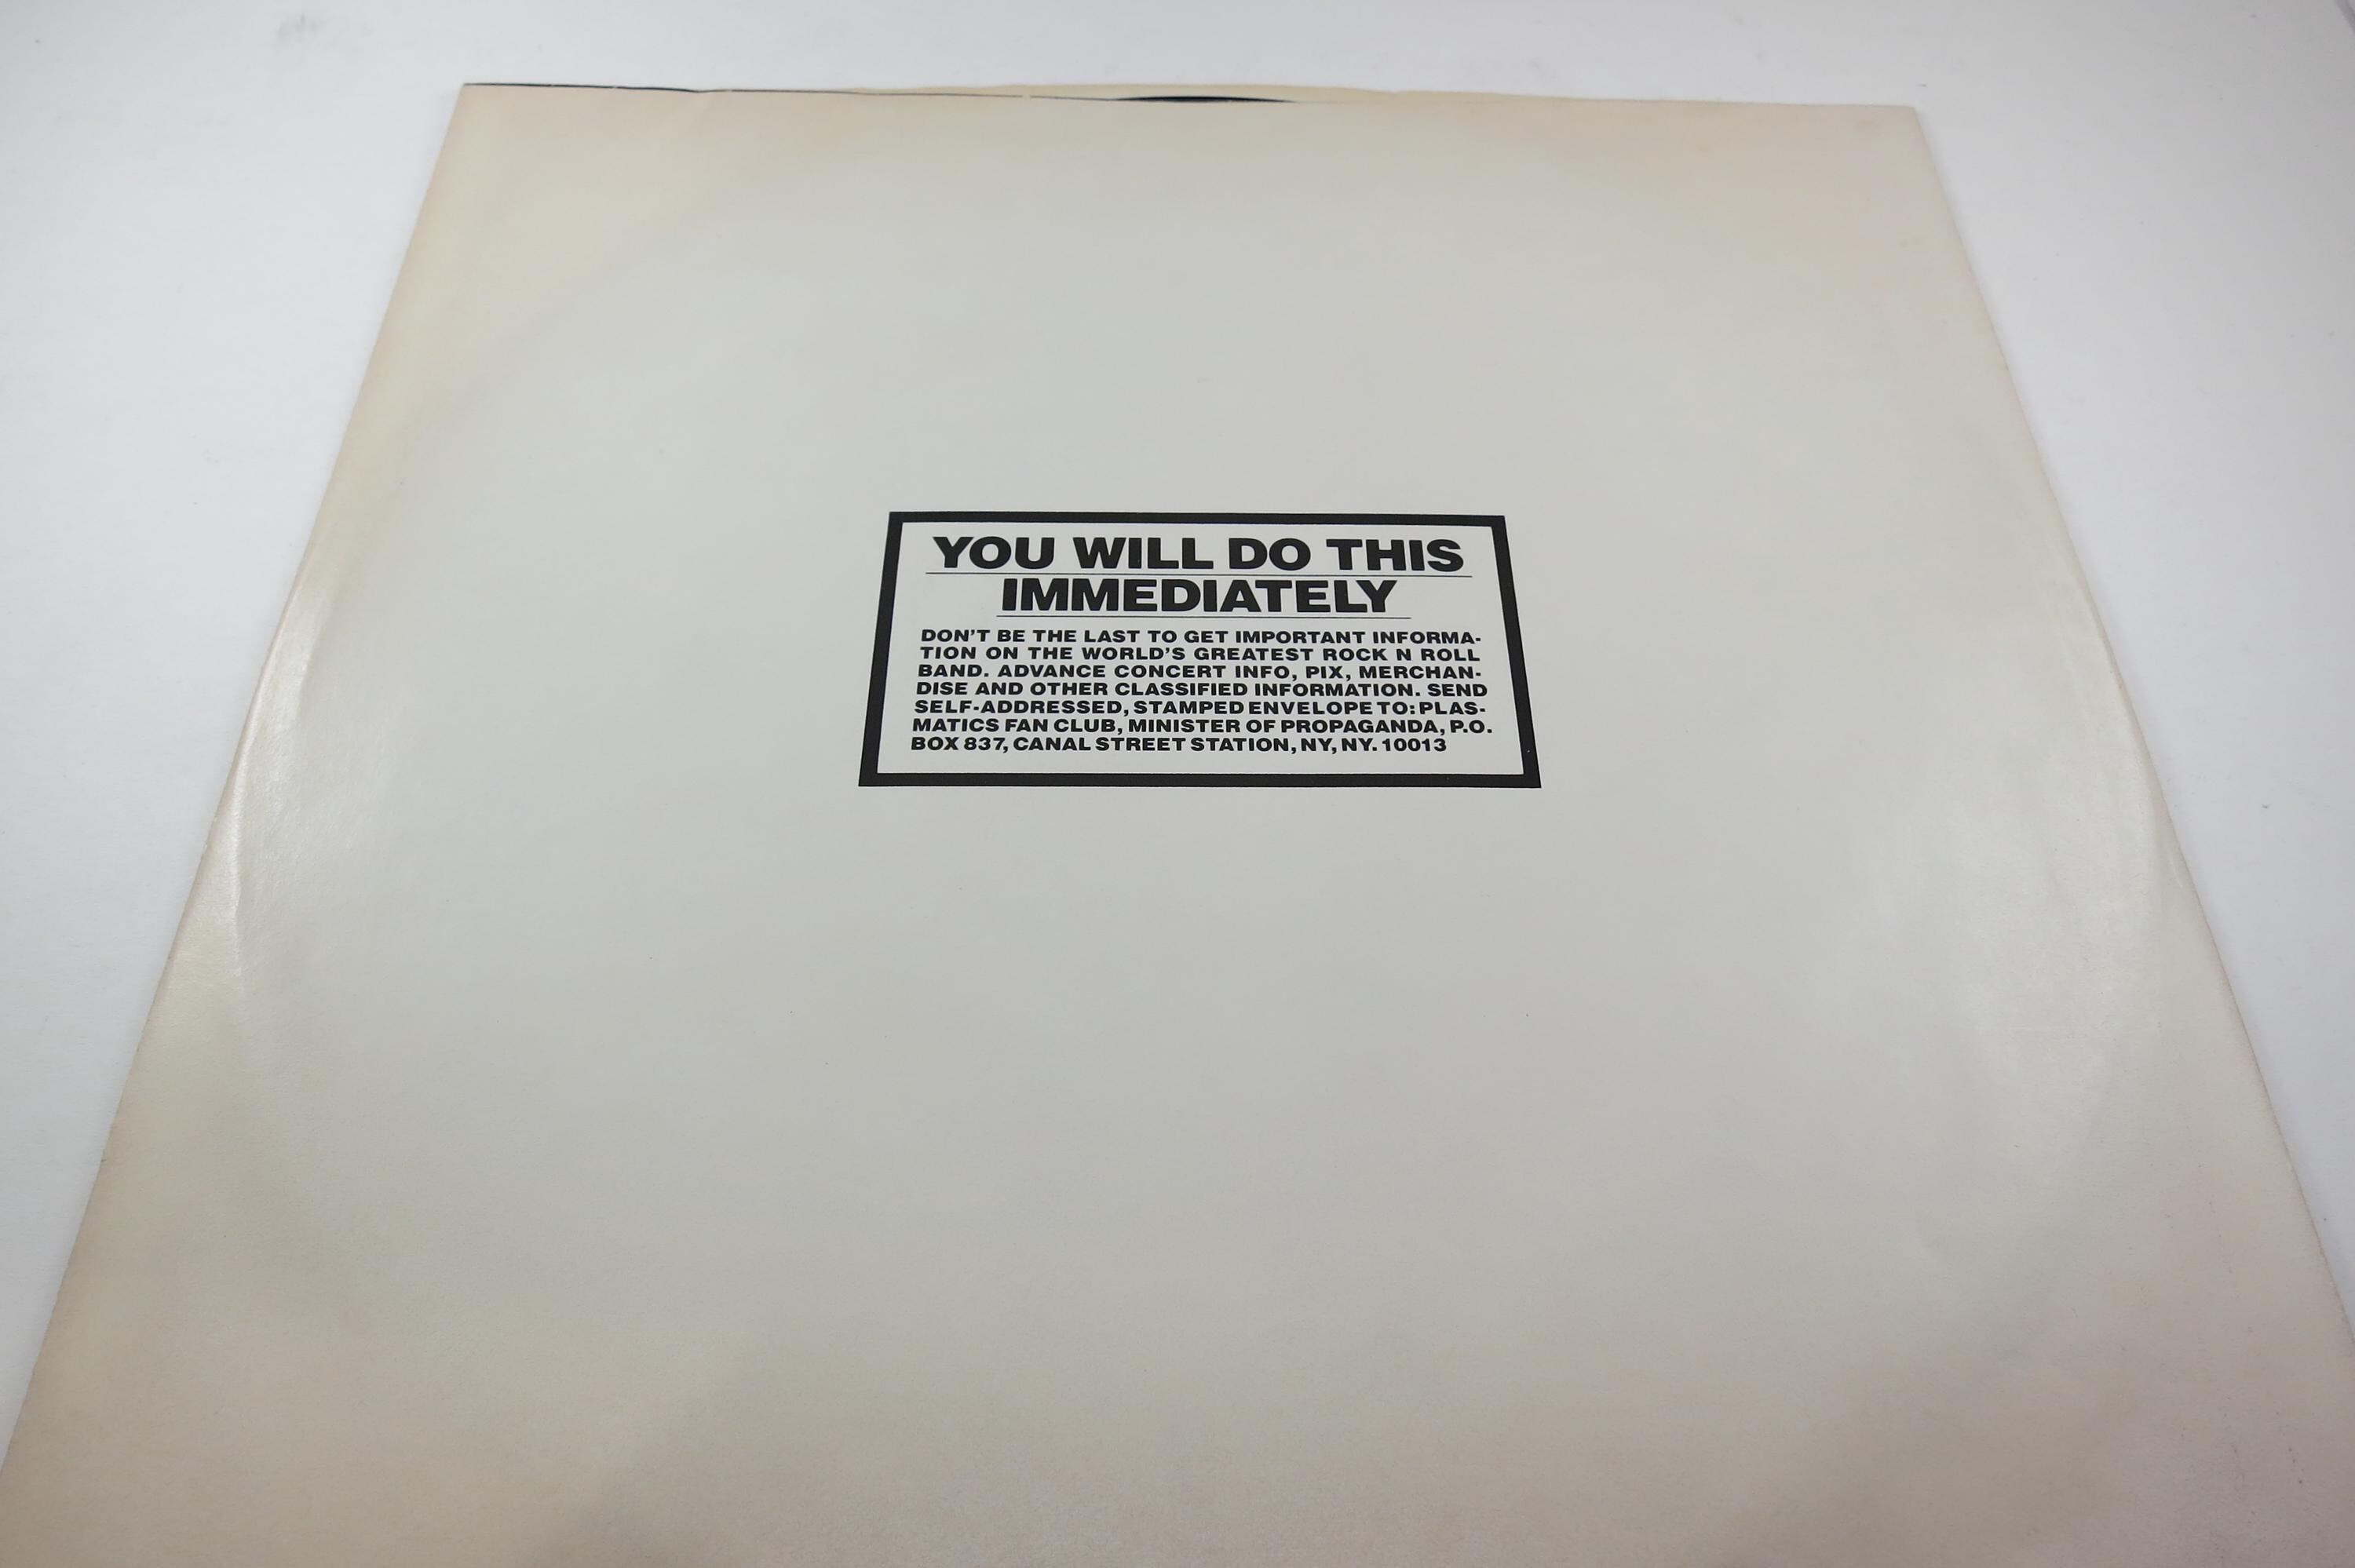 YOU WILL DO THIS
IMMEDIATELY
DON'T BE THE LAST TO GET IMPORTANT INFORMA-
TION ON THE WORLD'S GREATEST ROCK N ROLL
BAND. ADVANCE CONCERT INFO, PIX, MERCHAN-
DISE AND OTHER CLASSIFIED INFORMATION. SEND
SELF-ADDRESSED, STAMPED ENVELOPE TO: PLAS-
MATICS FAN CLUB, MINISTER OF PROPAGANDA, P.O.
BOX 837, CANAL STREET STATION, NY, NY. 10013